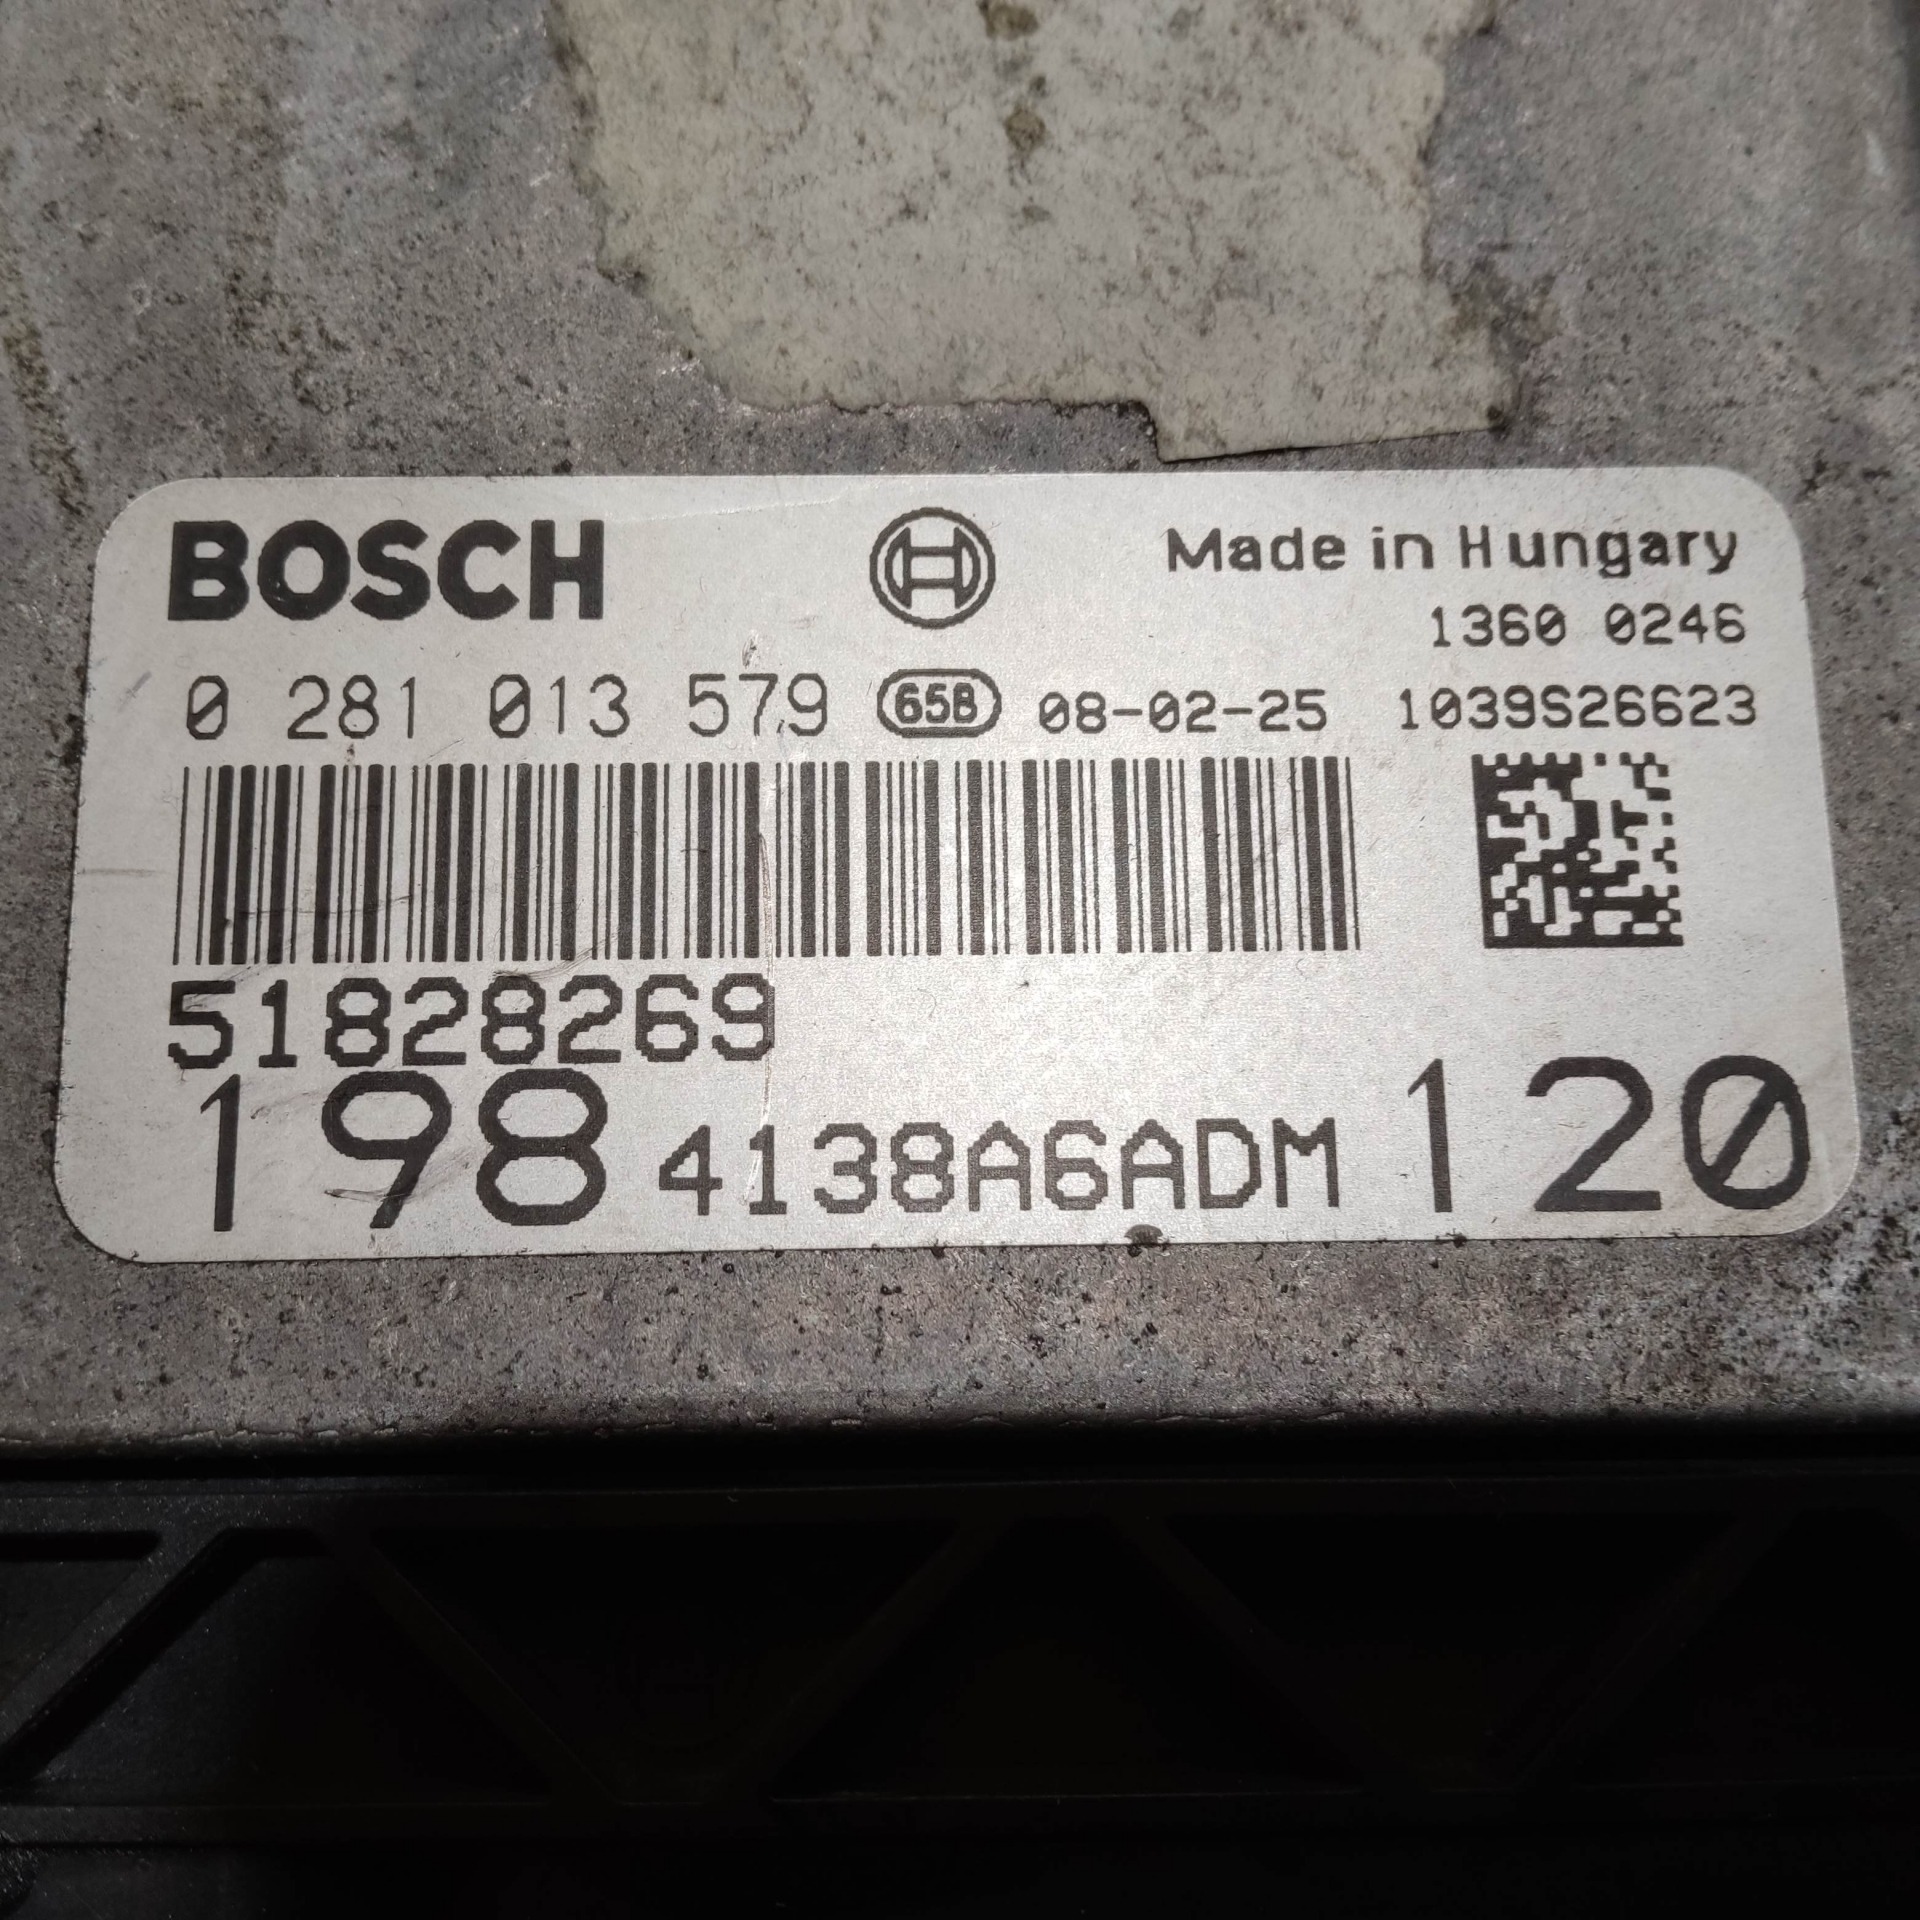 BOSCH Made in Hungary
1360 0246
0 281 013 579 65B 08-02-25 1039S26623
51828269
198 4138A6ADM 120